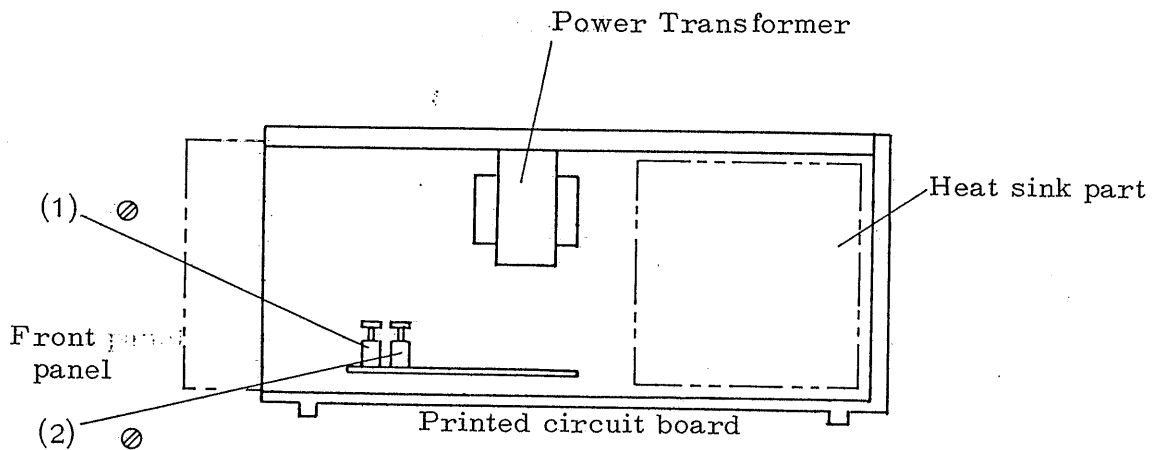 Power Transformer
Heat sink part
(1)
Front
panel
(2)
Printed circuit board